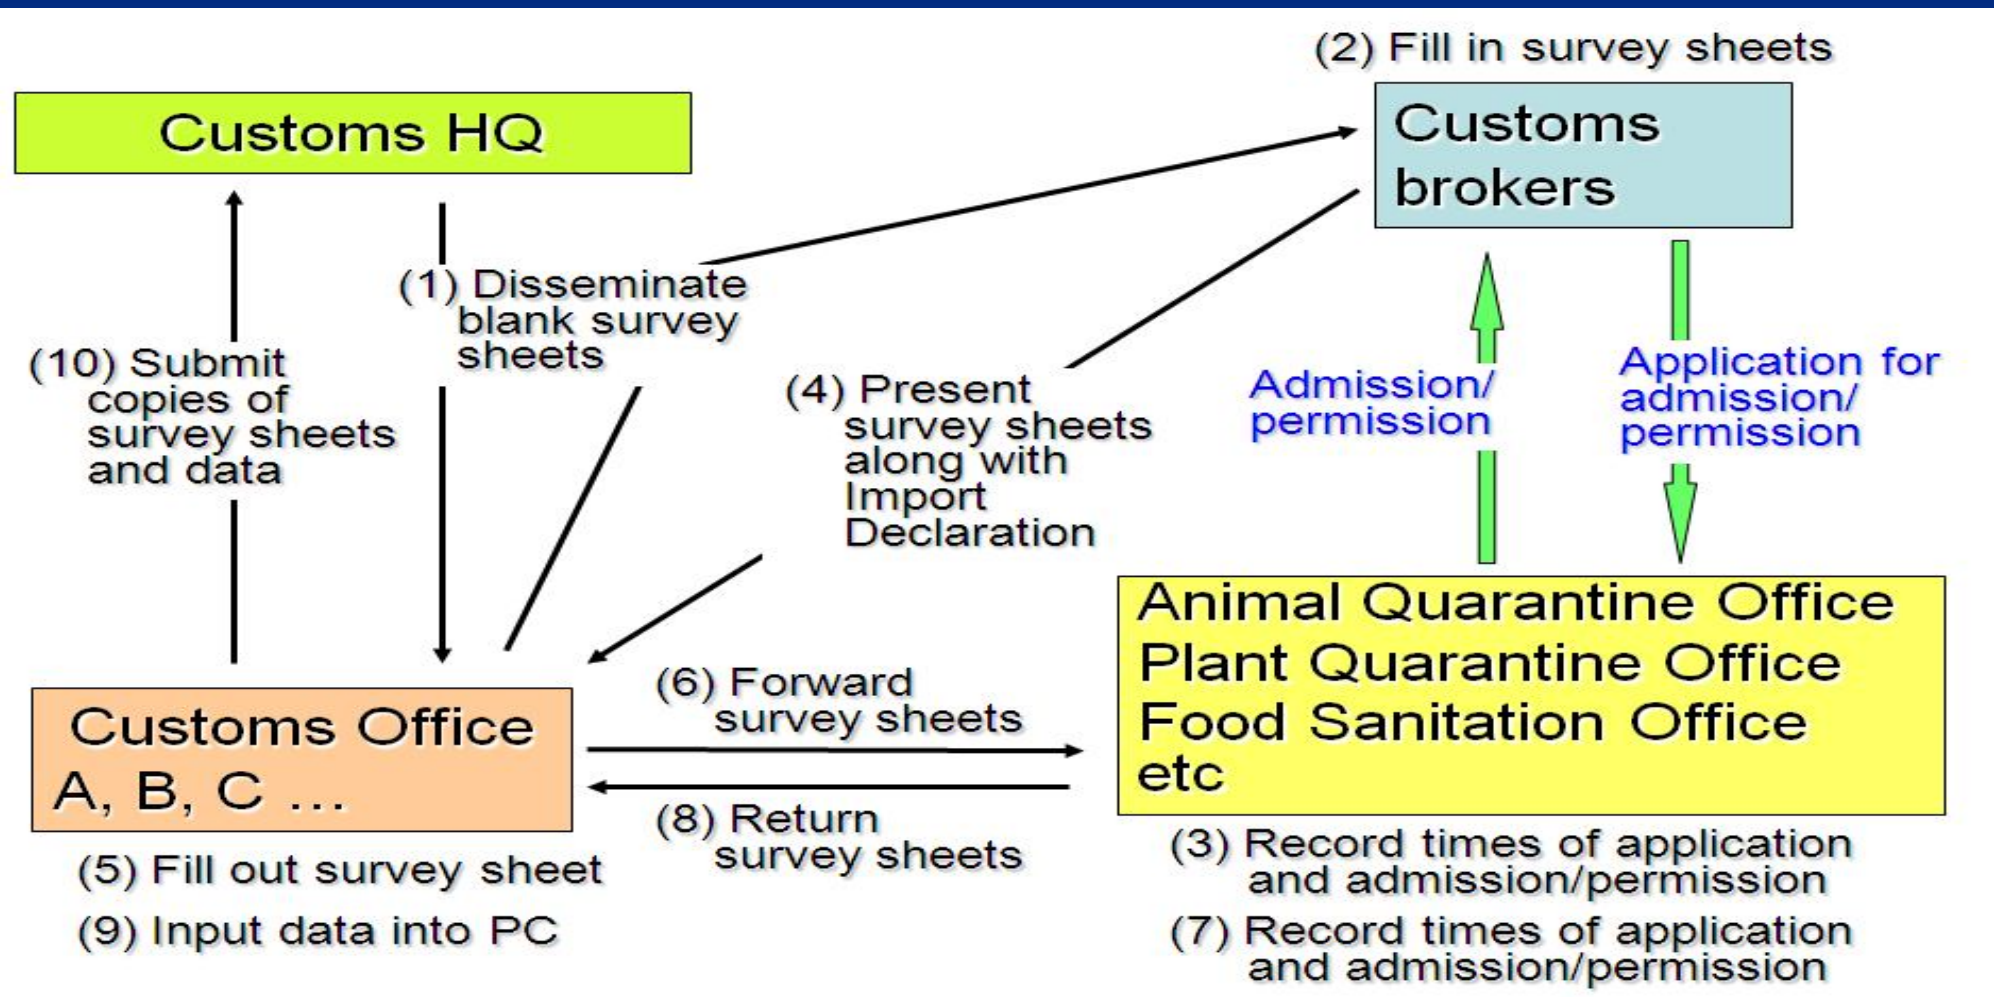 (2) Fill in survey sheets
Customs HQ
Customs
brokers
(1) Disseminate
blank survey
sheets
(10) Submit
copies of
survey sheets
and data
(4) Present
survey sheets
along with
Import
Declaration
Admission/
permission
Application for
admission/
permission
Animal Quarantine Office
Plant Quarantine Office
Food Sanitation Office
etc
(6) Forward
survey sheets
Customs Office
A, B, C ...
(8) Return
survey sheets
(5) Fill out survey sheet
(9) Input data into PC
(3) Record times of application
and admission/permission
(7) Record times of application
and admission/permission